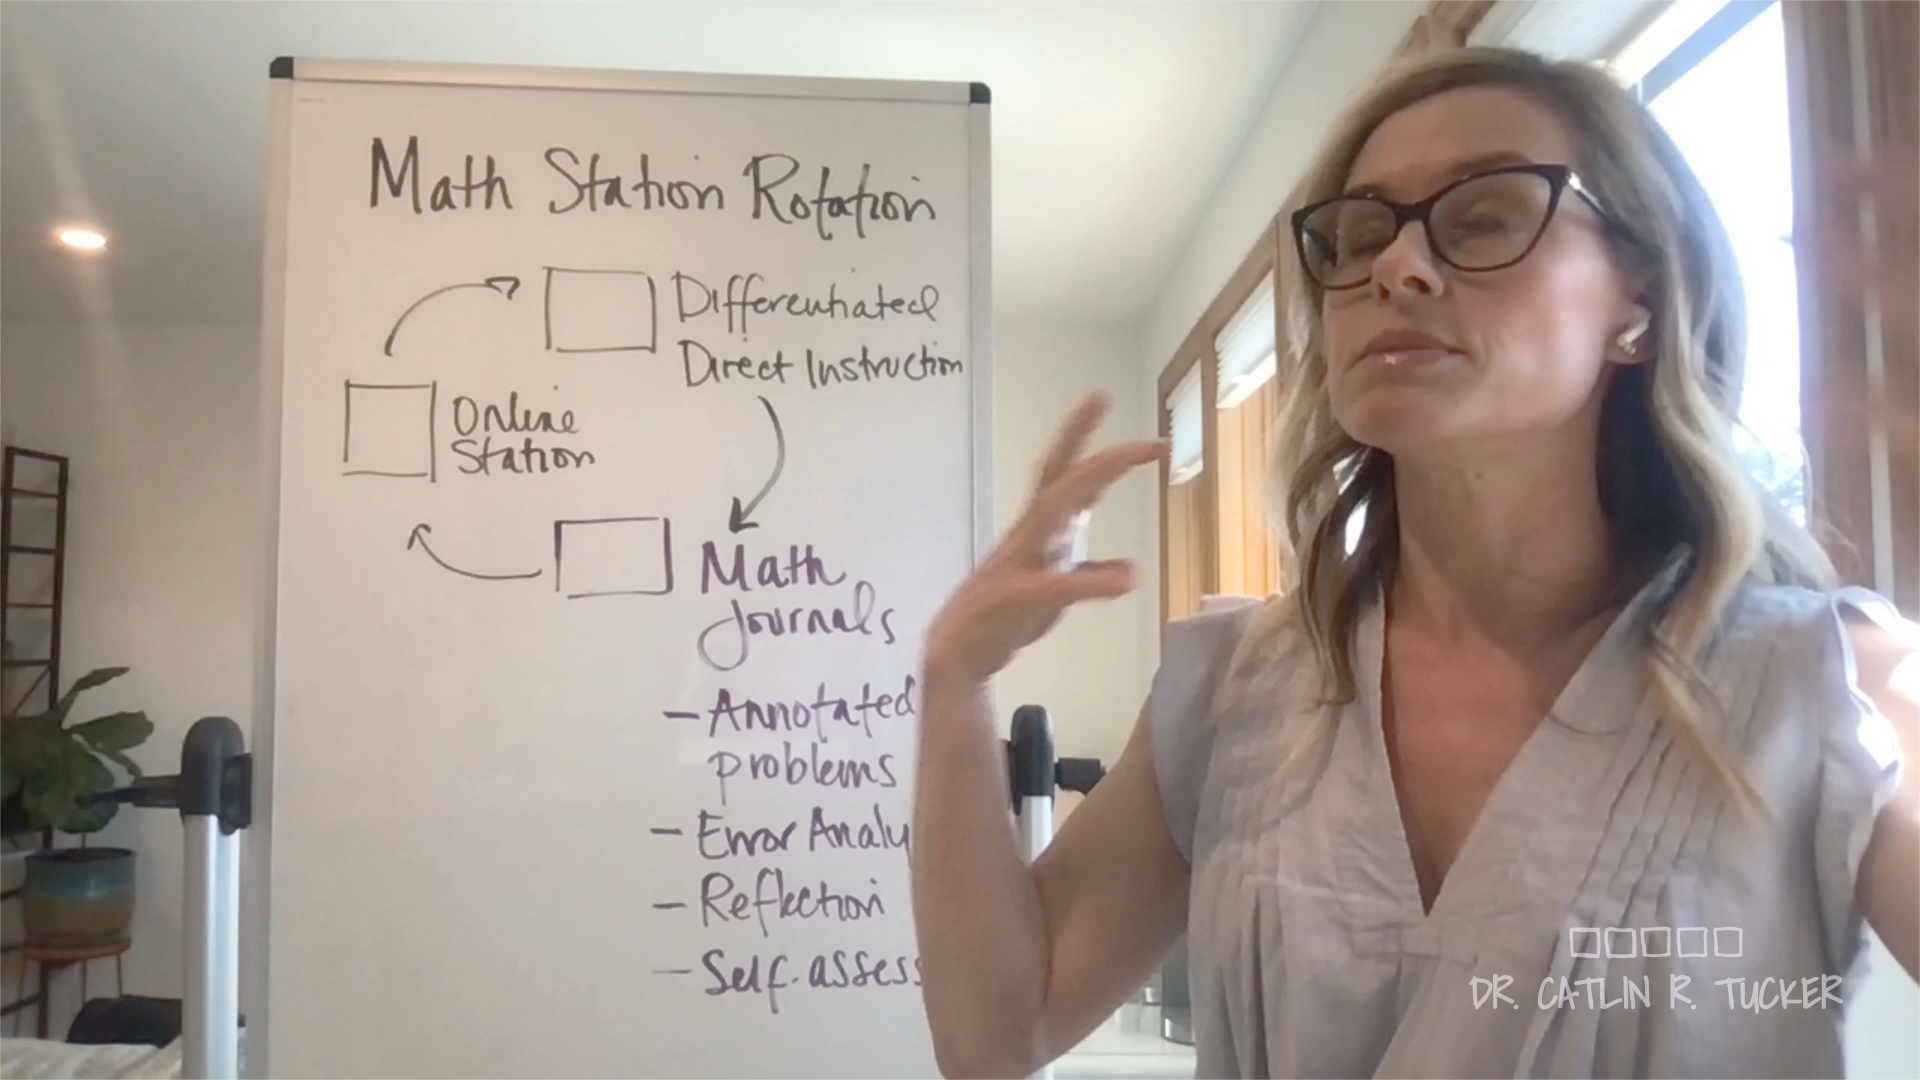 Math Station Rotation
Differentiated
Direct Instruction
Online
Station
Math
Journals
- Annotated
problems
- Error Analy
- Reflection
- Self-assess
DR. CATLIN R. TUCKER